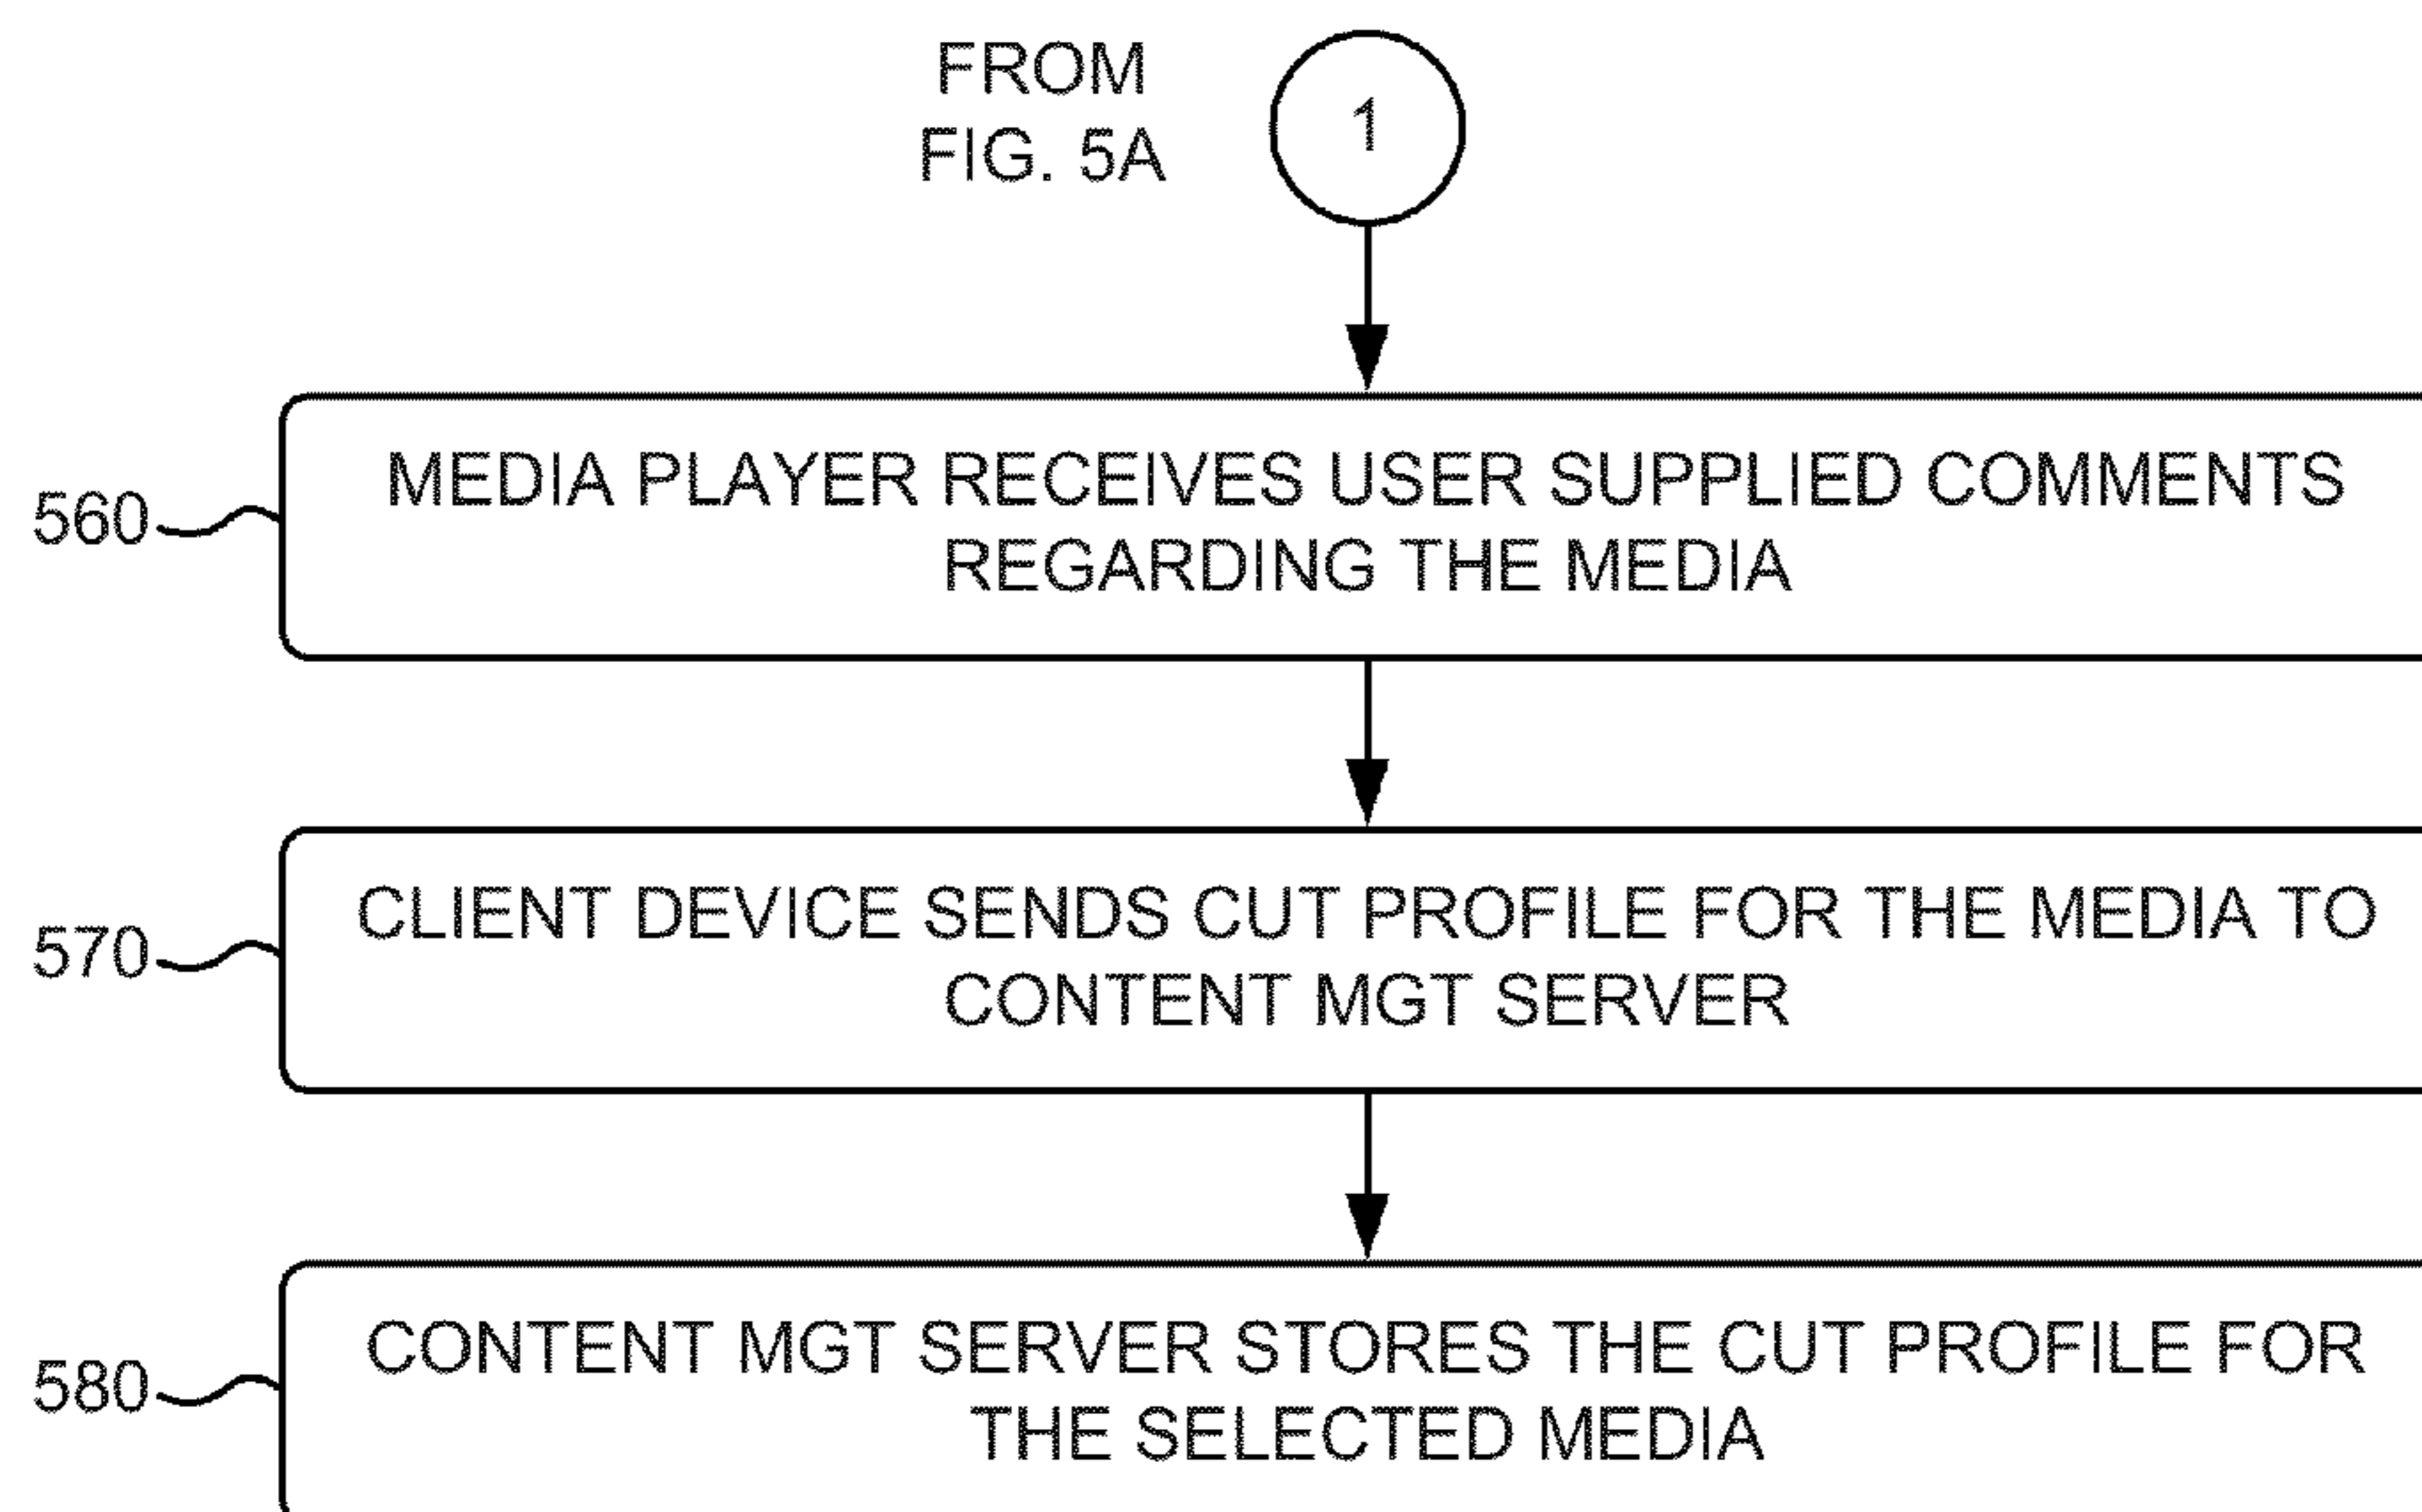 FROM
FIG. 5A
1
560
MEDIA PLAYER RECEIVES USER SUPPLIED COMMENTS
REGARDING THE MEDIA
570
CLIENT DEVICE SENDS CUT PROFILE FOR THE MEDIA TO
CONTENT MGT SERVER
580
CONTENT MGT SERVER STORES THE CUT PROFILE FOR
THE SELECTED MEDIA